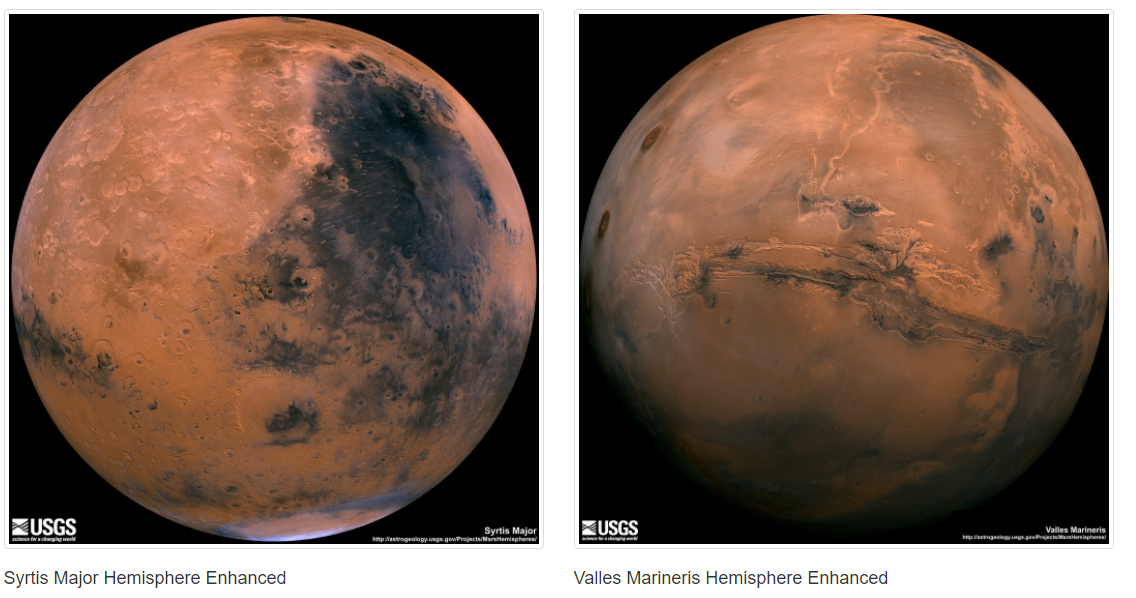 USGS
science for a changing world
Syrtis Major
http://astrogeology.usgs.gov/Projects/MarsHemispheres/
Syrtis Major Hemisphere Enhanced
USGS
science for a changing world
Valles Marineris
http://astrogeology.usgs.gov/Projects/MarsHemispheres/
Valles Marineris Hemisphere Enhanced